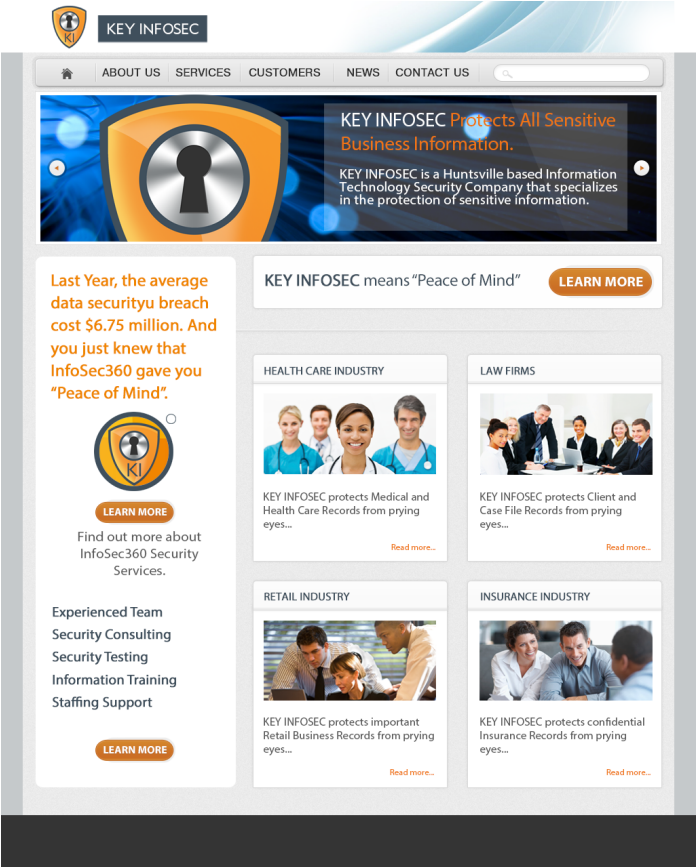 KI
KEY INFOSEC
ABOUT US SERVICES CUSTOMERS NEWS CONTACT US
KEY INFOSEC Protects All Sensitive
Business Information.
KEY INFOSEC is a Huntsville based Information
Technology Security Company that specializes
in the protection of sensitive information.
Last Year, the average
data securityu breach
cost $6.75 million. And
you just knew that
InfoSec360 gave you
“Peace of Mind”.
KI
LEARN MORE
Find out more about
InfoSec360 Security
Services.
Experienced Team
Security Consulting
Security Testing
Information Training
Staffing Support
LEARN MORE
KEY INFOSEC means “Peace of Mind”
LEARN MORE
HEALTH CARE INDUSTRY
KEY INFOSEC protects Medical and
Health Care Records from prying
eyes...
Read more...
LAW FIRMS
KEY INFOSEC protects Client and
Case File Records from prying
eyes...
Read more...
RETAIL INDUSTRY
KEY INFOSEC protects important
Retail Business Records from prying
eyes...
Read more...
INSURANCE INDUSTRY
KEY INFOSEC protects confidential
Insurance Records from prying
eyes...
Read more...